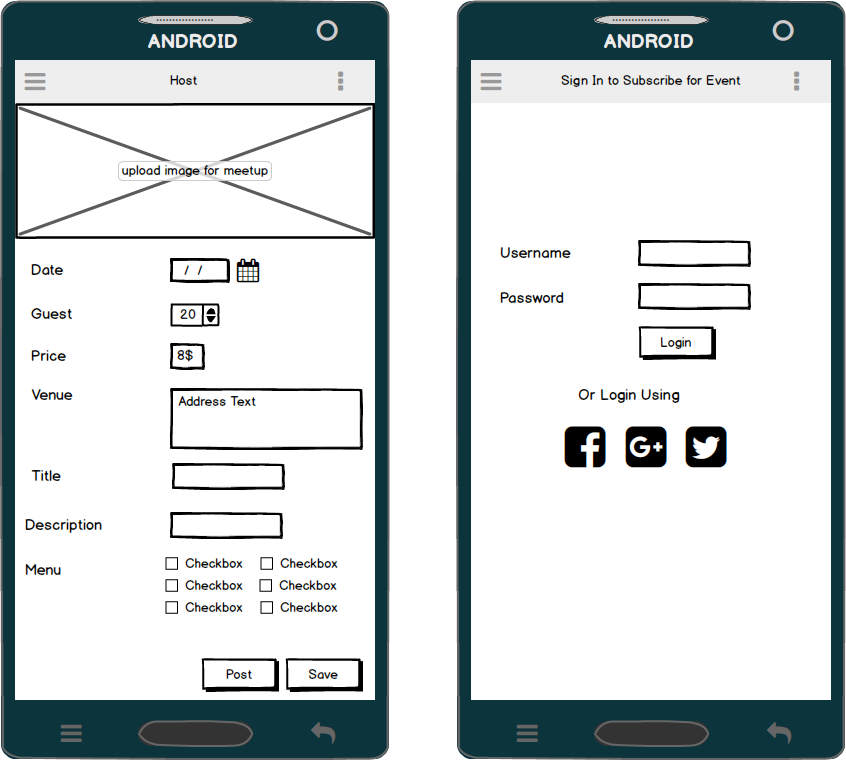 ANDROID
Host
upload image for meetup
Date / /
Guest 20
Price 8$
Venue Address Text
Title
Description
Menu Checkbox Checkbox
Checkbox Checkbox
Checkbox Checkbox
Post Save
ANDROID
Sign In to Subscribe for Event
Username
Password
Login
Or Login Using
f G+